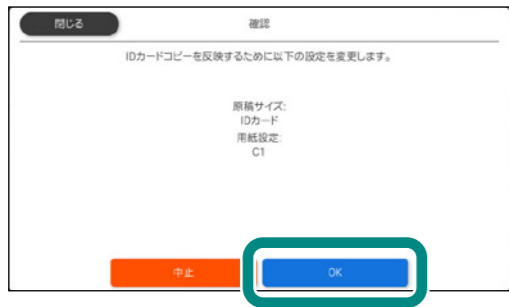 閉じる
確認
IDカードコピーを反映するために以下の設定を変更します。
原稿サイズ:
IDカード
用紙設定:
C1
中止
OK